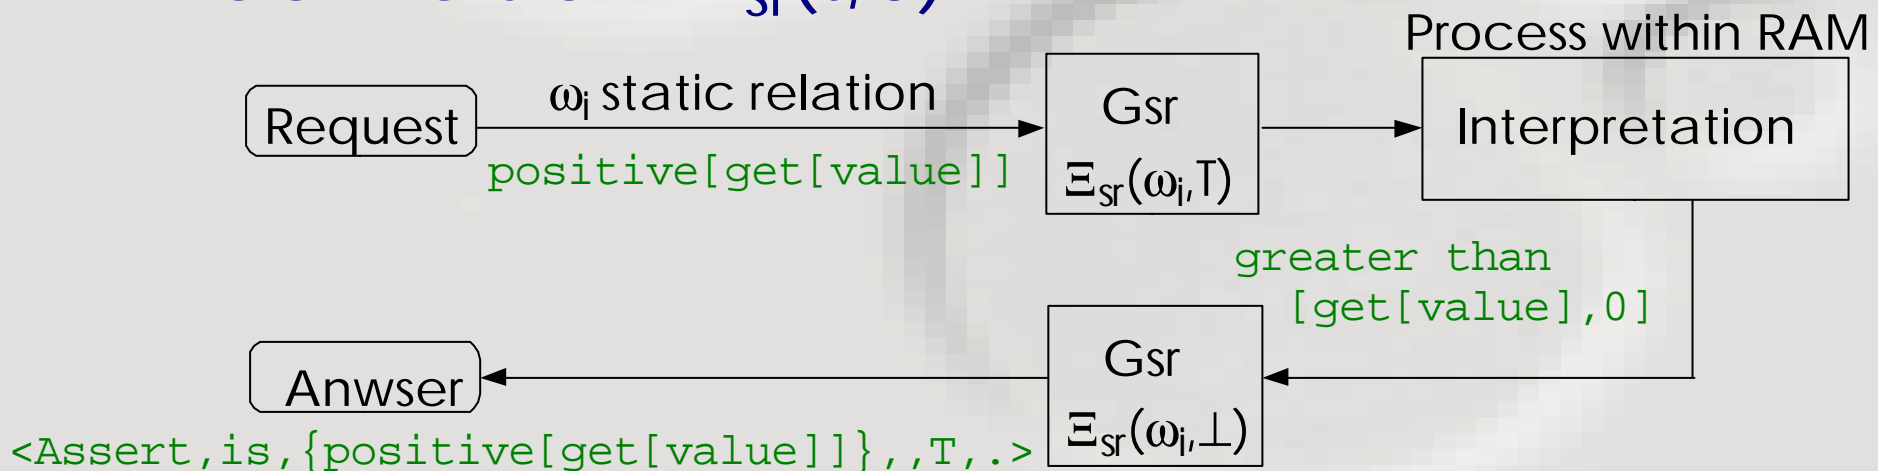 Process within RAM
Request
ωi static relation
positive[get[value]]
Gsr
Ξsr(ωi,T)
Interpretation
greater than
[get[value],0]
Gsr
Ξsr(ωi,⊥)
Anwser
<Assert,is,{positive[get[value]]},,T,.>